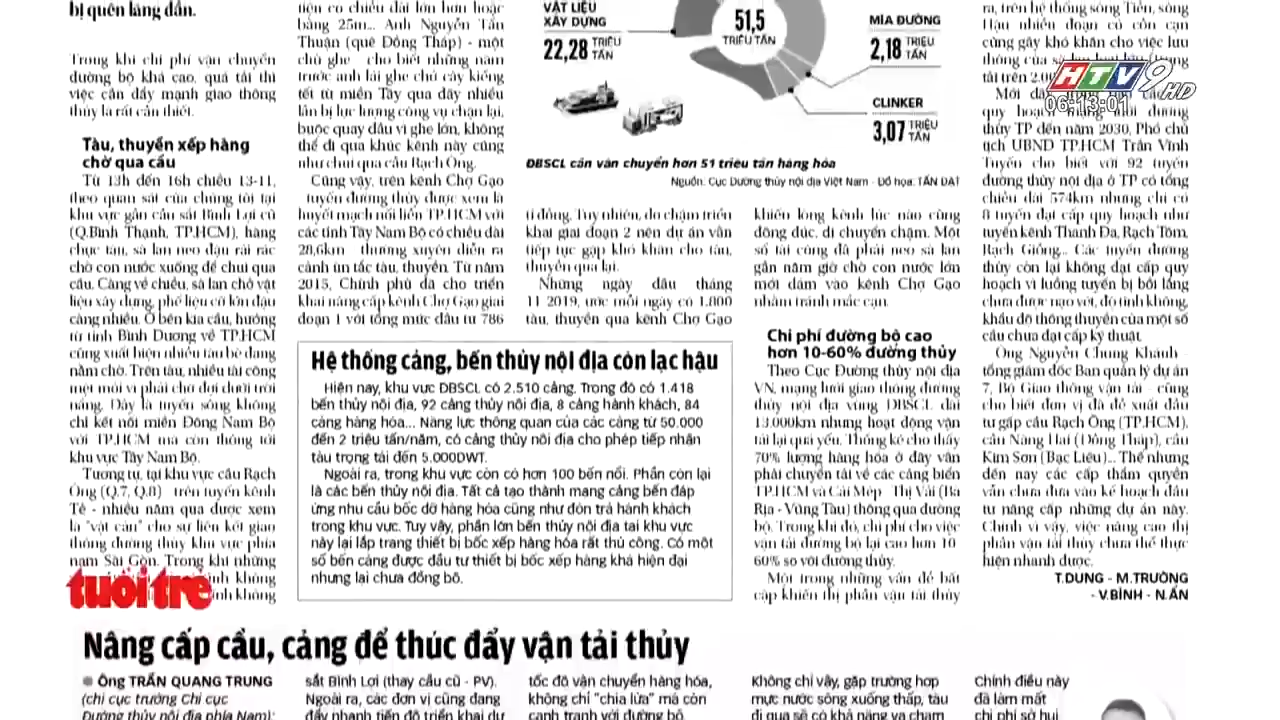 bị quên lãng dần.
Trong khi chi phí vận chuyển
đường bộ khá cao, quá tải thì
việc cần đẩy mạnh giao thông
thủy là rất cần thiết.
Tàu, thuyền xếp hàng
chờ qua cầu
Từ 13h đến 16h chiều 13-11,
theo quan sát của chúng tôi tại
khu vực gần cầu sắt Bình Lợi cũ
(Q.Bình Thạnh, TP.HCM), hàng
chục tàu, sà lan neo đậu rải rác
chờ con nước xuống để chui qua
cầu. Càng về chiều, sà lan chở vật
liệu xây dựng, phế liệu cỡ lớn đậu
càng nhiều. Ở bên kia cầu, hướng
từ tỉnh Bình Dương về TP.HCM
cũng xuất hiện nhiều tàu bè đang
nằm chờ. Trên tàu, nhiều tài công
mệt mỏi vì phải chờ đợi dưới trời
nắng. Đây là tuyến sông không
chỉ kết nối miền Đông Nam Bộ
với TP.HCM mà còn thông tới
khu vực Tây Nam Bộ.
Tương tự, tại khu vực cầu Rạch
Ông (Q.7, Q.8) trên tuyến kênh
Tẻ - nhiều năm qua được xem
là "vật cản" cho sự liên kết giao
thông đường thủy khu vực phía
nam Sài Gòn. Trong khi những
nh không
nh không
tuổi trẻ
tiện có chiều dài lớn hơn hoặc
bằng 25m... Anh Nguyễn Tấn
Thuận (quê Đồng Tháp) - một
chủ ghe cho biết những năm
trước anh lái ghe chở cây kiểng
tết từ miền Tây qua đây nhiều
lần bị lực lượng công vụ chặn lại,
buộc quay đầu vì ghe lớn, không
thể đi qua khúc kênh này cũng
như chui qua cầu Rạch Ông.
Cũng vậy, trên kênh Chợ Gạo
tuyến đường thủy được xem là
huyết mạch nối liền TP.HCM với
các tỉnh Tây Nam Bộ có chiều dài
28,6km thường xuyên diễn ra
cảnh ùn tắc tàu, thuyền. Từ năm
2015, Chính phủ đã cho triển
khai nâng cấp kênh Chợ Gạo giai
đoạn 1 với tổng mức đầu tư 786
VẬT LIỆU
XÂY DỰNG
22,28 TRIỆU
TẤN
51,5
TRIỆU TẤN
MÍA ĐƯỜNG
2,18 TRIỆU
TẤN
CLINKER
3,07 TRIỆU
TẤN
ĐBSCL cần vận chuyển hơn 51 triệu tấn hàng hóa
Nguồn: Cục Đường thủy nội địa Việt Nam - Đồ họa: TẤN ĐẠT
tỉ đồng. Tuy nhiên, do chậm triển
khai giai đoạn 2 nên dự án vẫn
tiếp tục gặp khó khăn cho tàu,
thuyền qua lại.
Những ngày đầu tháng
11 2019, ước mỗi ngày có 1.800
tàu, thuyền qua kênh Chợ Gạo
khiến lòng kênh lúc nào cũng
đông đúc, di chuyển chậm. Một
số tài công đã phải neo sà lan
gần năm giờ chờ con nước lớn
mới dám vào kênh Chợ Gạo
nhằm tránh mắc cạn.
Chi phí đường bộ cao
hơn 10-60% đường thủy
Theo Cục Đường thủy nội địa
VN, mạng lưới giao thông đường
thủy nội địa vùng ĐBSCL dài
13.000km nhưng hoạt động vận
tải lại quá yếu. Thống kê cho thấy
70% lượng hàng hóa ở đây vẫn
phải chuyển tải về các cảng biển
TP.HCM và Cái Mép Thị Vải (Bà
Rịa - Vũng Tàu) thông qua đường
bộ. Trong khi đó, chi phí cho việc
vận tải đường bộ lại cao hơn 10
60% so với đường thủy.
Một trong những vấn đề bất
cập khiến thị phần vận tải thủy
Hệ thống cảng, bến thủy nội địa còn lạc hậu
Hiện nay, khu vực ĐBSCL có 2.510 cảng. Trong đó có 1.418
bến thủy nội địa, 92 cảng thủy nội địa, 8 cảng hành khách, 84
cảng hàng hóa... Năng lực thông quan của các cảng từ 50.000
đến 2 triệu tấn/năm, có cảng thủy nội địa cho phép tiếp nhận
tàu trọng tải đến 5.000DWT.
Ngoài ra, trong khu vực còn có hơn 100 bến nổi. Phần còn lại
là các bến thủy nội địa. Tất cả tạo thành mạng cảng bến đáp
ứng nhu cầu bốc dỡ hàng hóa cũng như đón trả hành khách
trong khu vực. Tuy vậy, phần lớn bến thủy nội địa tại khu vực
này lại lắp trang thiết bị bốc xếp hàng hóa rất thủ công. Có một
số bến cảng được đầu tư thiết bị bốc xếp hàng khá hiện đại
nhưng lại chưa đồng bộ.
ra, trên hệ thống sông Tiền, sông
Hậu nhiều đoạn cù cồn cạn
cũng gây khó khăn cho việc lưu
thông của
tải trên 2.00
Mới đây
quy hoạch mạng lưới đường
thủy TP đến năm 2030, Phó chủ
tịch UBND TP.HCM Trần Vĩnh
Tuyến cho biết với 92 tuyến
đường thủy nội địa ở TP có tổng
chiều dài 574km nhưng chỉ có
8 tuyến đạt cấp quy hoạch như
tuyến kênh Thanh Đa, Rạch Tôm,
Rạch Giồng... Các tuyến đường
thủy còn lại không đạt cấp quy
hoạch vì luồng tuyến bị bồi lắng
chưa được nạo vét, độ tĩnh không,
khẩu độ thông thuyền của một số
cầu chưa đạt cấp kỹ thuật.
Ông Nguyễn Chung Khánh
tổng giám đốc Ban quản lý dự án
7, Bộ Giao thông vận tải cũng
cho biết đơn vị đã đề xuất đầu
tư gấp cầu Rạch Ông (TP.HCM),
cầu Nàng Hai (Đồng Tháp), cầu
Kim Sơn (Bạc Liêu)... Thế nhưng
đến nay các cấp thẩm quyền
vẫn chưa đưa vào kế hoạch đầu
tư nâng cấp những dự án này.
Chính vì vậy, việc nâng cao thị
phần vận tải thủy chưa thể thực
hiện nhanh được.
T.DUNG - M.TRƯỜNG
- V.BÌNH - N.ẨN
HTV9 HD
06:13:01
Nâng cấp cầu, cảng để thúc đẩy vận tải thủy
Ông TRẦN QUANG TRUNG
(chi cục trưởng Chi cục
Đường thủy nội địa phía Nam):
sắt Bình Lợi (thay cầu cũ - PV).
Ngoài ra, các đơn vị cũng đang
đẩy nhanh tiến độ triển khai dự
tốc độ vận chuyển hàng hóa,
không chỉ "chia lửa" mà còn
cạnh tranh với đường bộ.
Không chỉ vậy, gặp trường hợp
mực nước sông xuống thấp, tàu
đi qua sẽ có khả năng va chạm
Chính điều này
đã làm mất
chi phí sở hụi